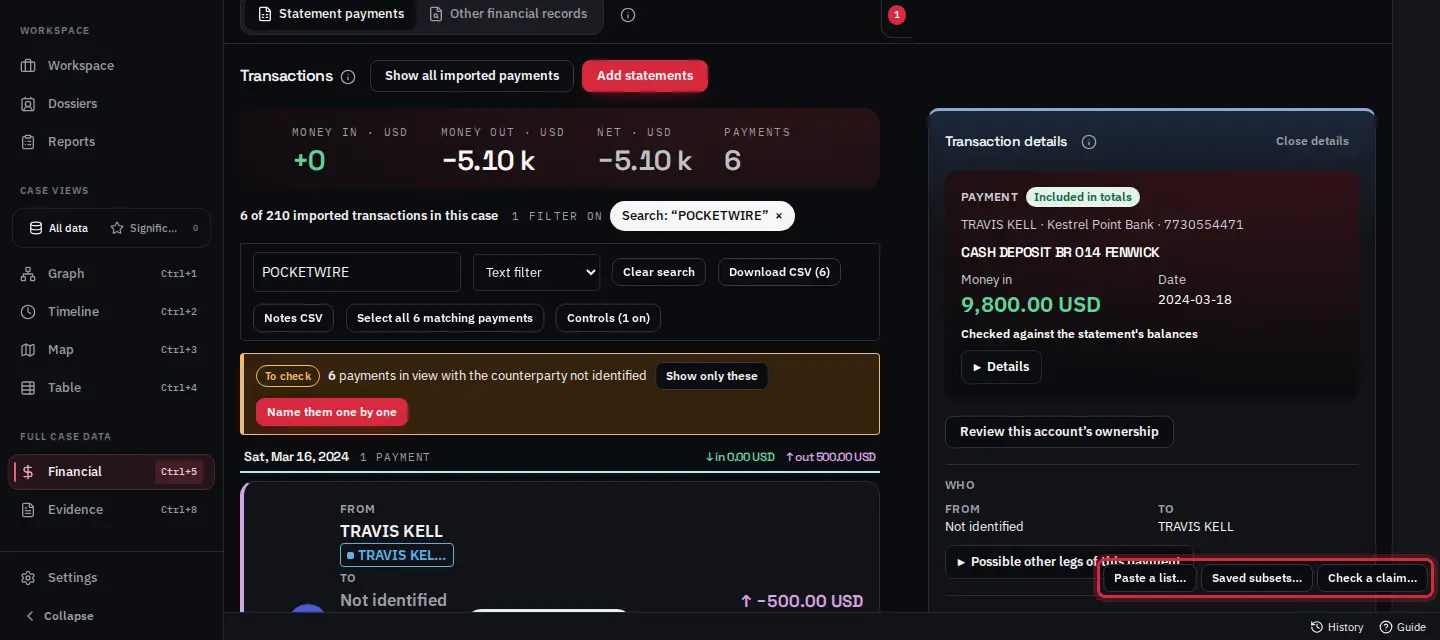 WORKSPACE
Workspace
Dossiers
Reports
CASE VIEWS
All data
Signific...
0
Graph Ctrl+1
Timeline Ctrl+2
Map Ctrl+3
Table Ctrl+4
FULL CASE DATA
Financial Ctrl+5
Evidence Ctrl+8
Settings
Collapse
Statement payments
Other financial records
1
Transactions
Show all imported payments
Add statements
MONEY IN · USD
+0
MONEY OUT · USD
−5.10 k
NET · USD
−5.10 k
PAYMENTS
6
6 of 210 imported transactions in this case
1 FILTER ON
Search: “POCKETWIRE” ×
POCKETWIRE
Text filter
Clear search
Download CSV (6)
Notes CSV
Select all 6 matching payments
Controls (1 on)
To check
6 payments in view with the counterparty not identified
Show only these
Name them one by one
Sat, Mar 16, 2024
1 PAYMENT
↓ in 0.00 USD
↑ out 500.00 USD
FROM
TRAVIS KELL
TRAVIS KEL...
TO
Not identified
↑ −500.00 USD
Transaction details
Close details
PAYMENT
Included in totals
TRAVIS KELL · Kestrel Point Bank · 7730554471
CASH DEPOSIT BR 014 FENWICK
Money in
9,800.00 USD
Date
2024-03-18
Checked against the statement's balances
▸ Details
Review this account’s ownership
WHO
FROM
Not identified
TO
TRAVIS KELL
▸ Possible other legs of this payment
Paste a list...
Saved subsets...
Check a claim...
History
Guide